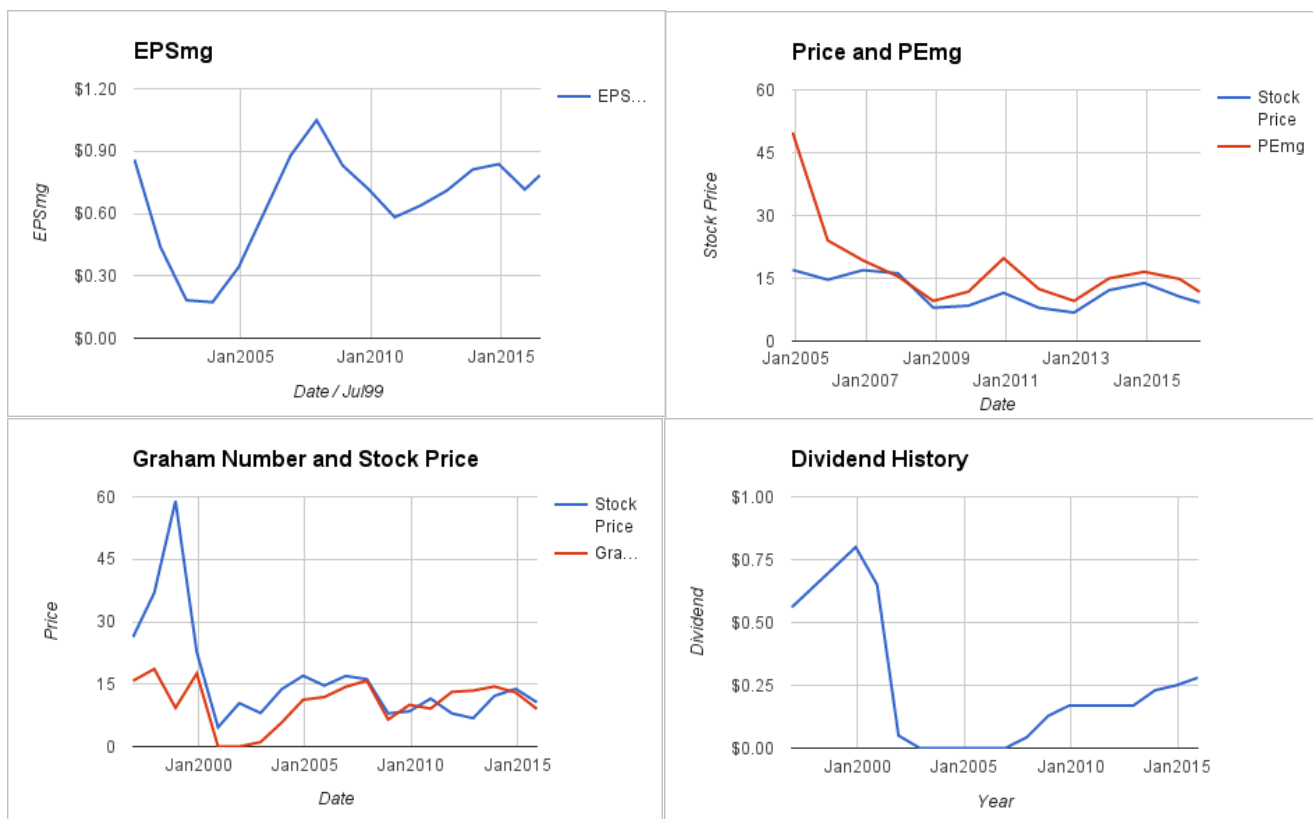 EPSmg
$1.20
$0.90
$0.60
$0.30
$0.00
EPSmg
Jan2005
Jan2010
Jan2015
Date / Jul99
EPS…
Price and PEmg
60
45
30
15
0
Stock Price
Jan2005
Jan2009
Jan2013
Jan2007
Jan2011
Jan2015
Date
Stock
Price
PEmg
Graham Number and Stock Price
60
45
30
15
0
Price
Jan2000
Jan2005
Jan2010
Jan2015
Date
Stock
Price
Gra…
Dividend History
$1.00
$0.75
$0.50
$0.25
$0.00
Dividend
Jan2000
Jan2005
Jan2010
Jan2015
Year